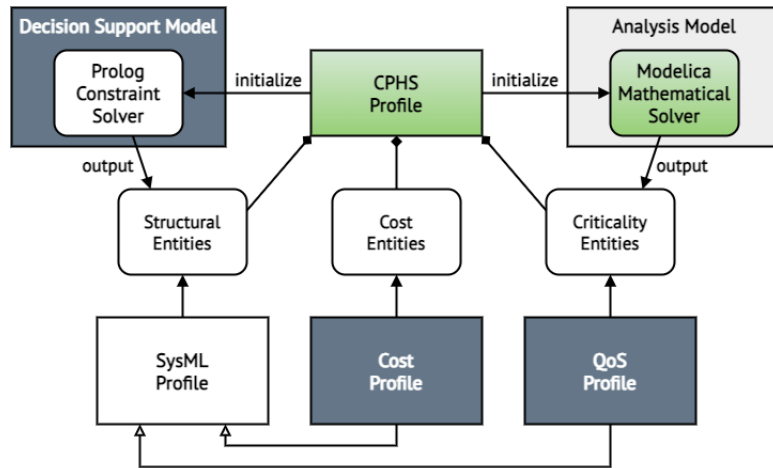 Decision Support Model
Analysis Model
Prolog
Constraint
Solver
initialize
CPHS
Profile
initialize
Modelica
Mathematical
Solver
output
output
Structural
Entities
Cost
Entities
Criticality
Entities
SysML
Profile
Cost
Profile
QoS
Profile